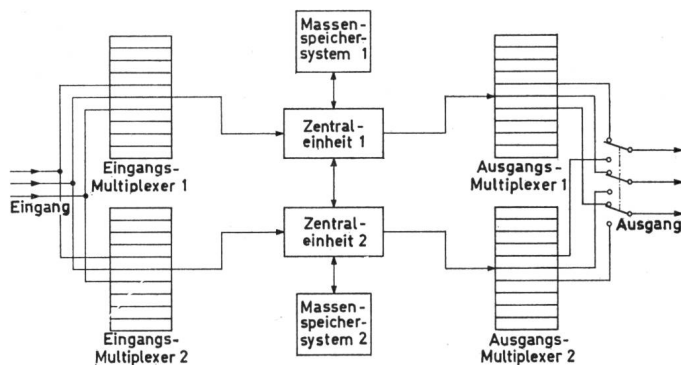 Massen-
speicher-
system 1
Zentral-
einheit 1
Eingangs-
Multiplexer 1
Ausgangs-
Multiplexer 1
Eingang
Ausgang
Zentral-
einheit 2
Massen-
speicher-
system 2
Eingangs-
Multiplexer 2
Ausgangs-
Multiplexer 2